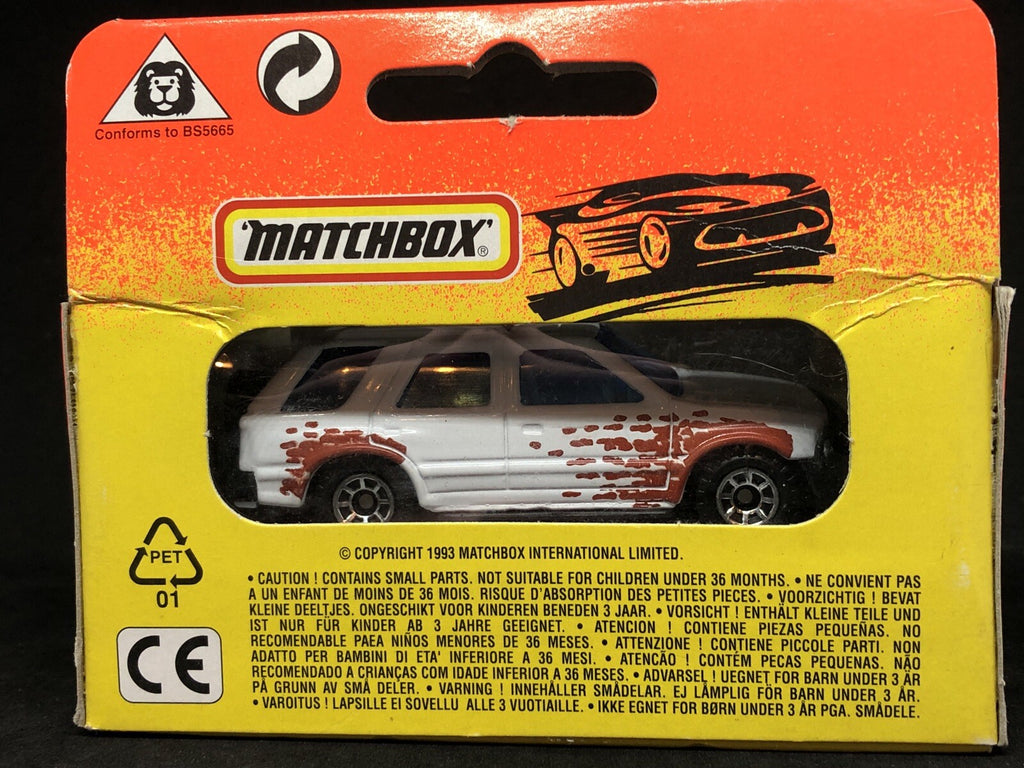 Conforms to BS5665
'MATCHBOX'®
© COPYRIGHT 1993 MATCHBOX INTERNATIONAL LIMITED.
• CAUTION ! CONTAINS SMALL PARTS. NOT SUITABLE FOR CHILDREN UNDER 36 MONTHS. • NE CONVIENT PAS
A UN ENFANT DE MOINS DE 36 MOIS. RISQUE D'ABSORPTION DES PETITES PIECES. • VOORZICHTIG ! BEVAT
KLEINE DEELTJES. ONGESCHIKT VOOR KINDEREN BENEDEN 3 JAAR. • VORSICHT ! ENTHÄLT KLEINE TEILE UND
IST NUR FÜR KINDER AB 3 JAHRE GEEIGNET. • ATENCION ! CONTIENE PIEZAS PEQUEÑAS. NO
RECOMENDABLE PAEA NIÑOS MENORES DE 36 MESES. • ATTENZIONE ! CONTIENE PICCOLE PARTI. NON
ADATTO PER BAMBINI DI ETA' INFERIORE A 36 MESI. • ATENCÃO ! CONTÉM PECAS PEQUENAS. NÃO
RECOMENDADO A CRIANÇAS COM IDADE INFERIOR A 36 MESES. • ADVARSEL ! UEGNET FOR BARN UNDER 3 ÅR
PÅ GRUNN AV SMÅ DELER. • VARNING ! INNEHÅLLER SMÅDELAR. EJ LÄMPLIG FÖR BARN UNDER 3 ÅR.
• VAROITUS ! LAPSILLE EI SOVELLU ALLE 3 VUOTIAILLE. • IKKE EGNET FOR BØRN UNDER 3 ÅR PGA. SMÅDELE.
PET
01
CE